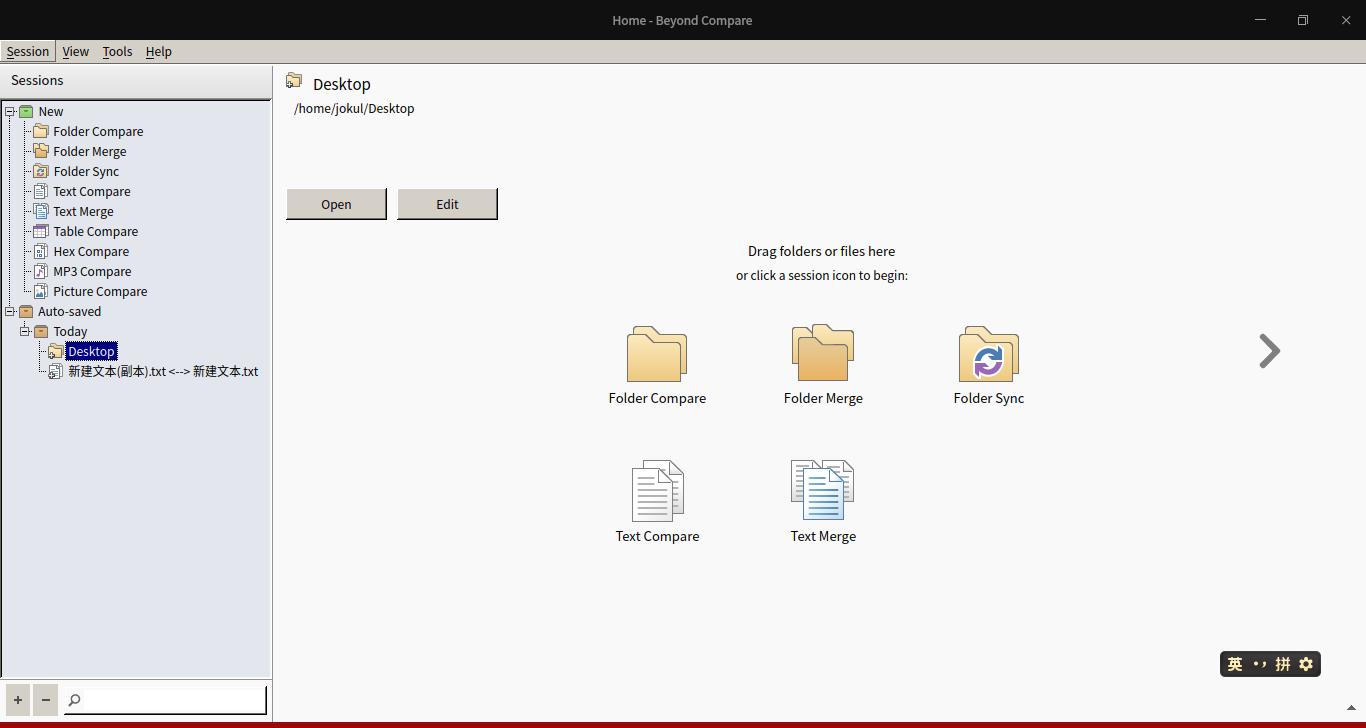 Home - Beyond Compare
Session View Tools Help
Sessions
New
Folder Compare
Folder Merge
Folder Sync
Text Compare
Text Merge
Table Compare
Hex Compare
MP3 Compare
Picture Compare
Auto-saved
Today
Desktop
新建文本(副本).txt <--> 新建文本.txt
Desktop
/home/jokul/Desktop
Open Edit
Drag folders or files here
or click a session icon to begin:
Folder Compare Folder Merge Folder Sync
Text Compare Text Merge
英 ·, 拼